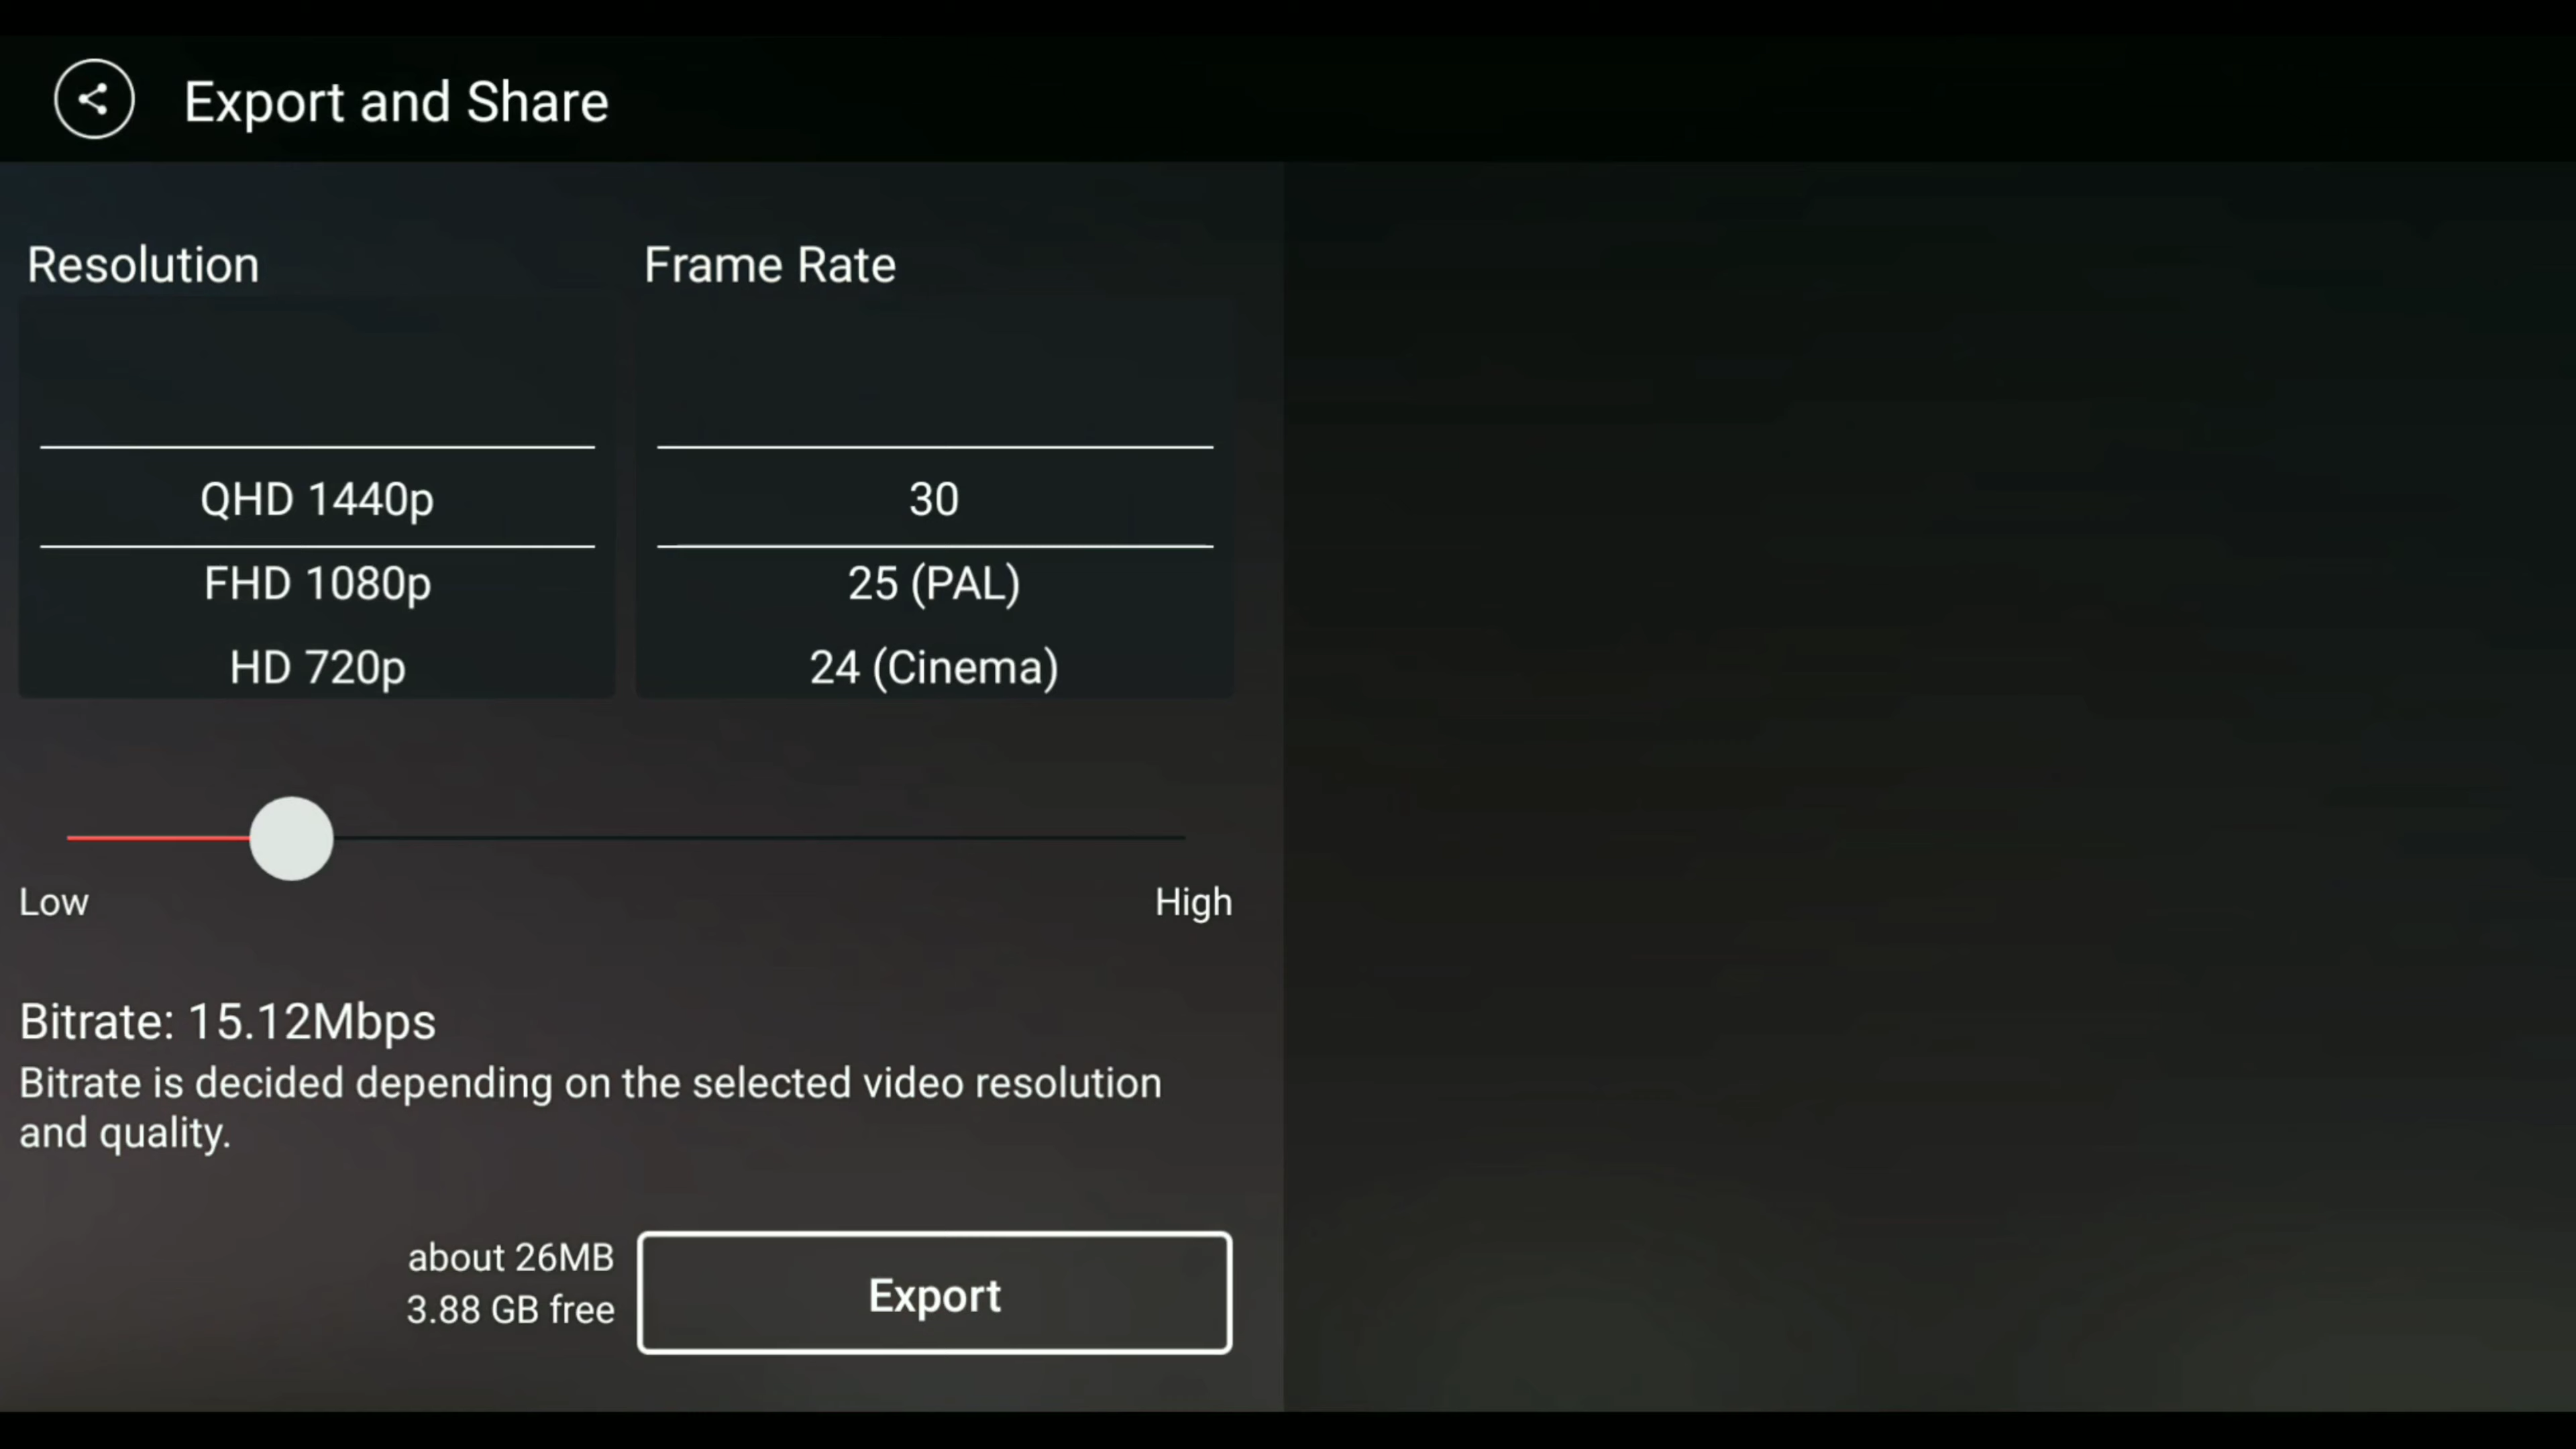 Export and Share
Resolution
Frame Rate
QHD 1440p
30
FHD 1080p
25 (PAL)
HD 720p
24 (Cinema)
Low
High
Bitrate: 15.12Mbps
Bitrate is decided depending on the selected video resolution
and quality.
about 26MB
3.88 GB free
Export